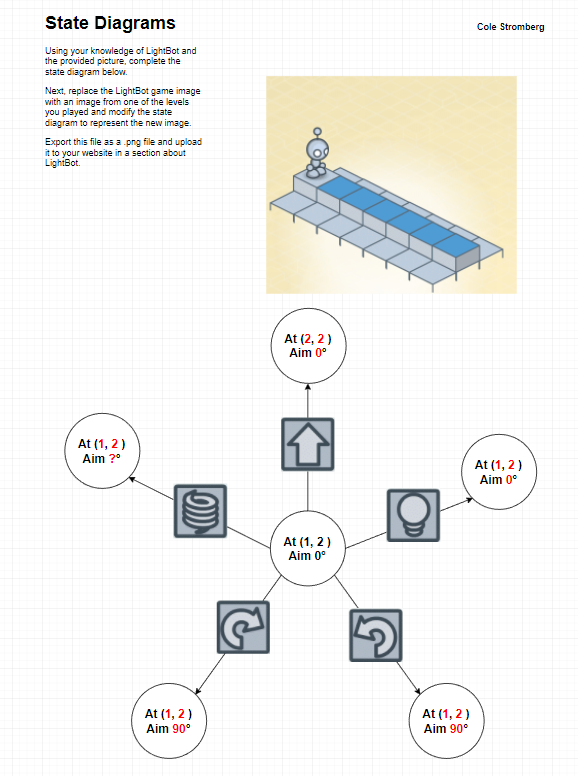 State Diagrams
Cole Stromberg
Using your knowledge of LightBot and
the provided picture, complete the
state diagram below.
Next, replace the LightBot game image
with an image from one of the levels
you played and modify the state
diagram to represent the new image.
Export this file as a .png file and upload
it to your website in a section about
LightBot.
At (2, 2 )
Aim 0°
At (1, 2 )
Aim ?°
At (1, 2 )
Aim 0°
At (1, 2 )
Aim 0°
At (1, 2 )
Aim 90°
At (1, 2 )
Aim 90°